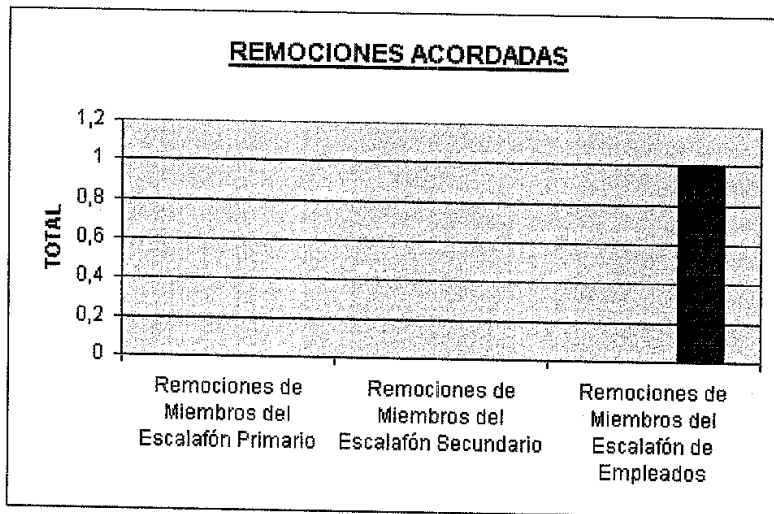 REMOCIONES ACORDADAS
1,2
1
0,8
0,6
0,4
0,2
0
TOTAL
Remociones de
Miembros del
Escalafón Primario
Remociones de
Miembros del
Escalafón Secundario
Remociones de
Miembros del
Escalafón de
Empleados